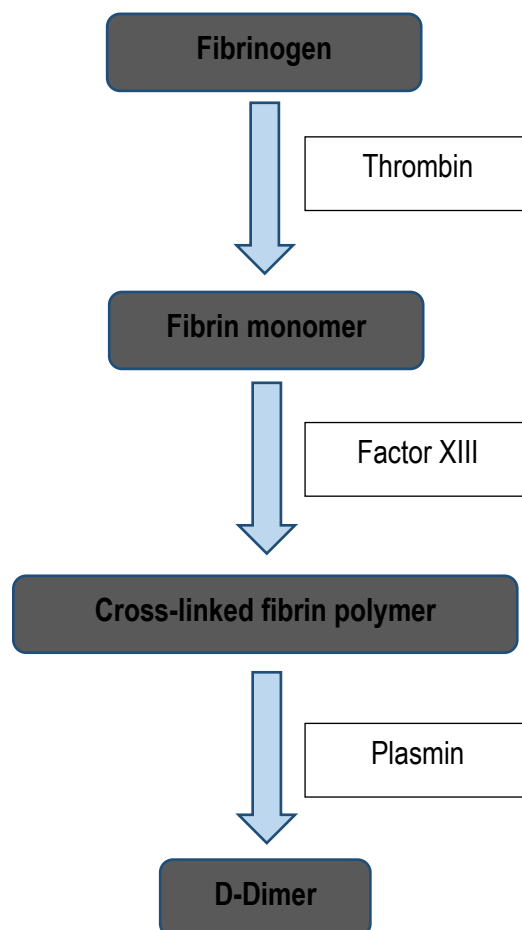 Fibrinogen
Thrombin
Fibrin monomer
Factor XIII
Cross-linked fibrin polymer
Plasmin
D-Dimer